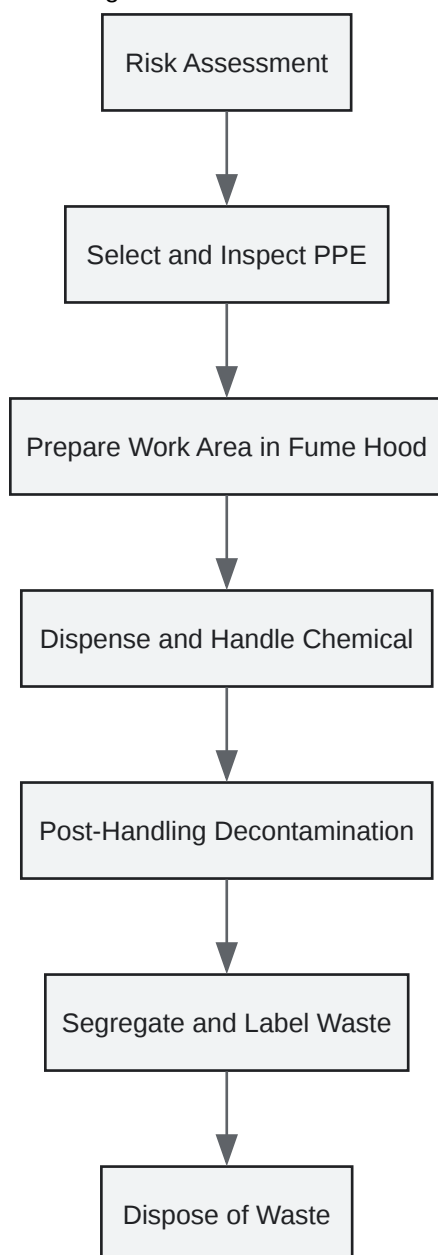 Risk Assessment
Select and Inspect PPE
Prepare Work Area in Fume Hood
Dispense and Handle Chemical
Post-Handling Decontamination
Segregate and Label Waste
Dispose of Waste